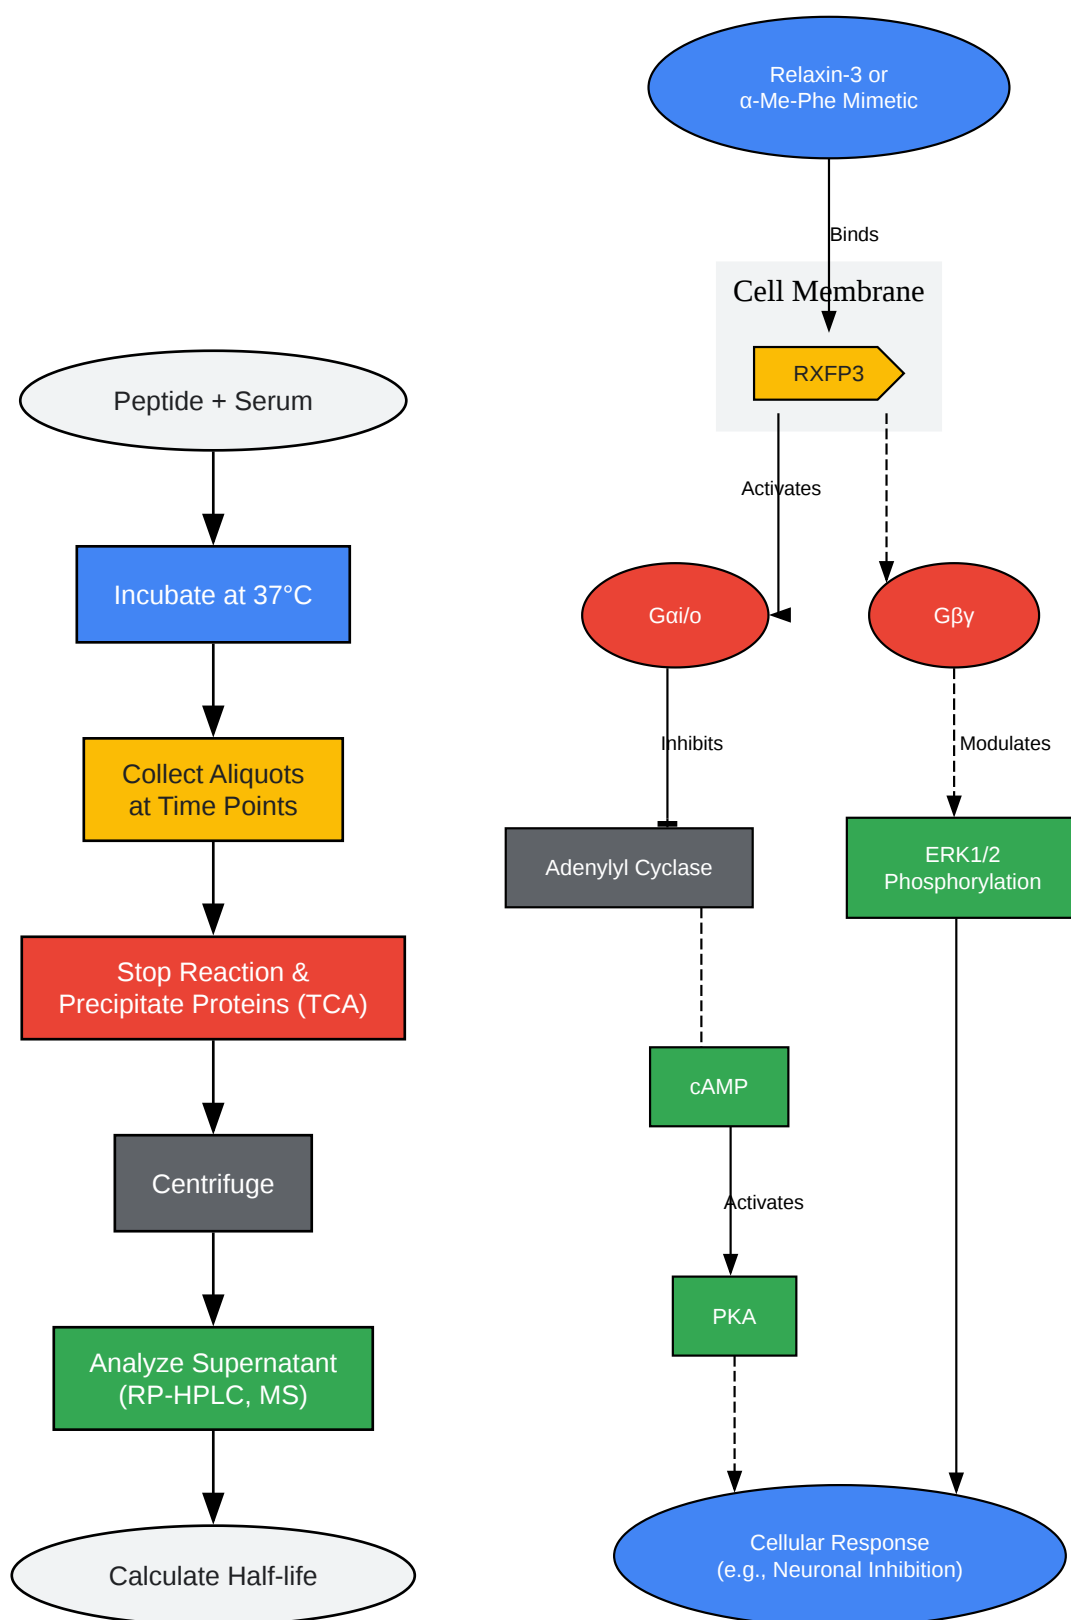 Peptide + Serum
Incubate at 37°C
Collect Aliquots
at Time Points
Stop Reaction &
Precipitate Proteins (TCA)
Centrifuge
Analyze Supernatant
(RP-HPLC, MS)
Calculate Half-life
Relaxin-3 or
α-Me-Phe Mimetic
Binds
Cell Membrane
RXFP3
Activates
Gαi/o
Gβγ
Inhibits
Modulates
Adenylyl Cyclase
ERK1/2
Phosphorylation
cAMP
Activates
PKA
Cellular Response
(e.g., Neuronal Inhibition)